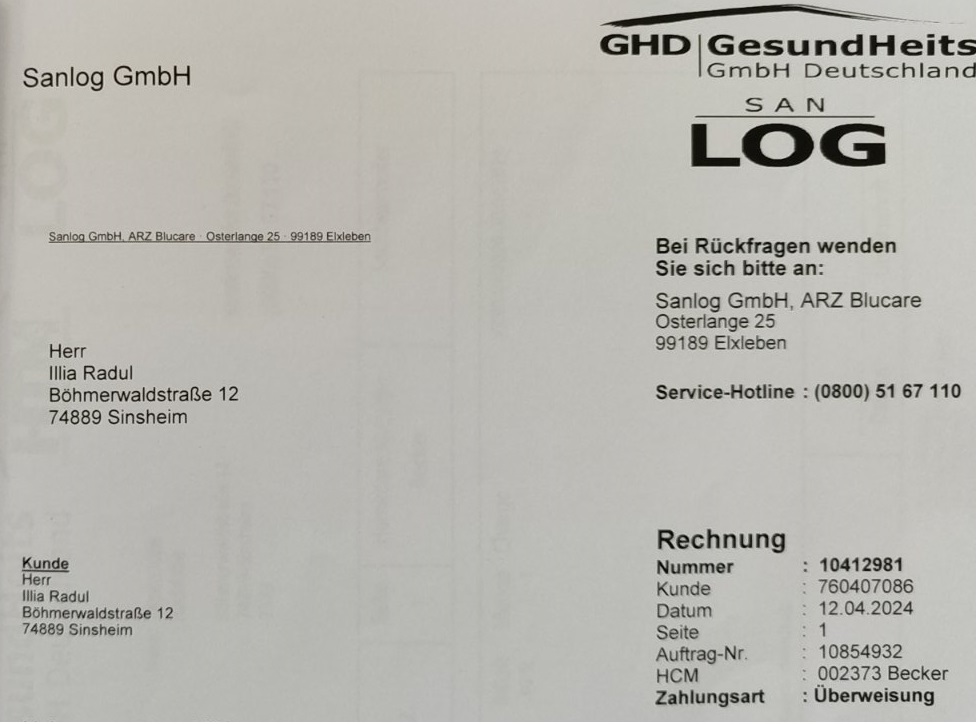 GHD GesundHeits
GmbH Deutschland
SAN
LOG
Sanlog GmbH
Sanlog GmbH, ARZ Blucare · Osterlange 25 · 99189 Elxleben
Bei Rückfragen wenden
Sie sich bitte an:
Sanlog GmbH, ARZ Blucare
Osterlange 25
99189 Elxleben
Service-Hotline : (0800) 51 67 110
Herr
Illia Radul
Böhmerwaldstraße 12
74889 Sinsheim
Kunde
Herr
Illia Radul
Böhmerwaldstraße 12
74889 Sinsheim
Rechnung
Nummer : 10412981
Kunde : 760407086
Datum : 12.04.2024
Seite : 1
Auftrag-Nr. : 10854932
HCM : 002373 Becker
Zahlungsart : Überweisung